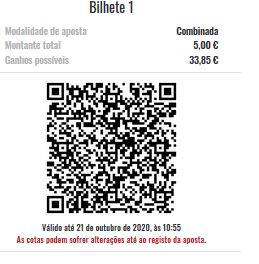 Bilhete 1
Modalidade de aposta Combinada
Montante total 5,00 €
Ganhos possíveis 33,85 €
Válido até 21 de outubro de 2020, às 10:55
As cotas podem sofrer alterações até ao registo da aposta.